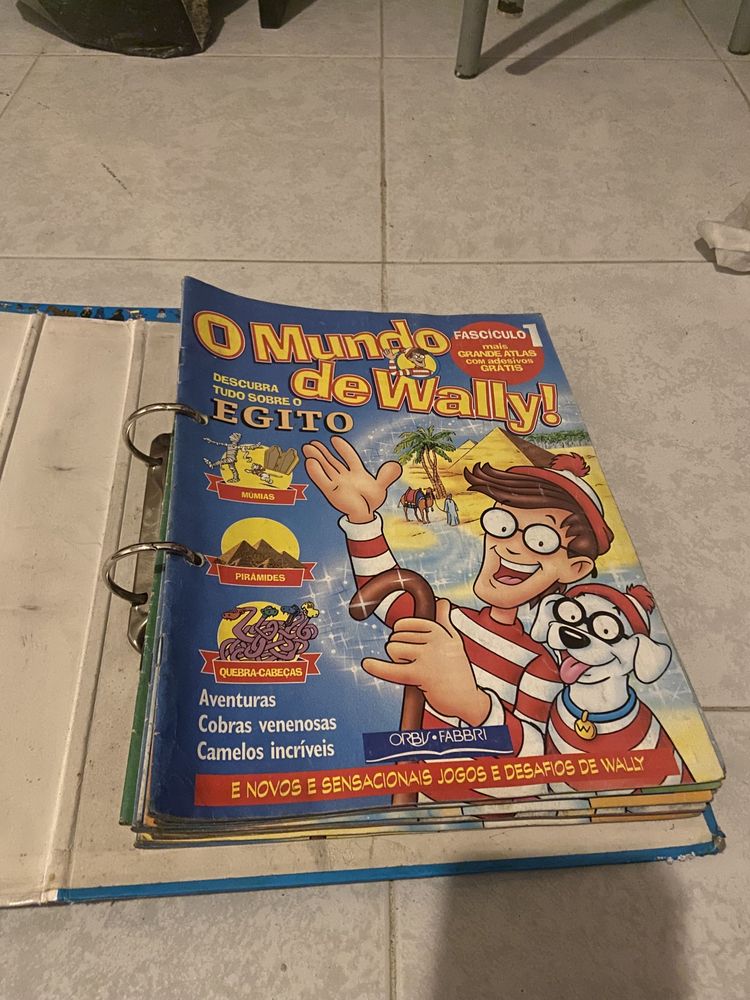 O Mundo
de Wally!
FASCÍCULO 1
mais
GRANDE ATLAS
com adesivos
GRÁTIS
DESCUBRA
TUDO SOBRE O
EGITO
MÚMIAS
PIRÂMIDES
QUEBRA-CABEÇAS
Aventuras
Cobras venenosas
Camelos incríveis
W
ORBIS • FABBRI
E NOVOS E SENSACIONAIS JOGOS E DESAFIOS DE WALLY